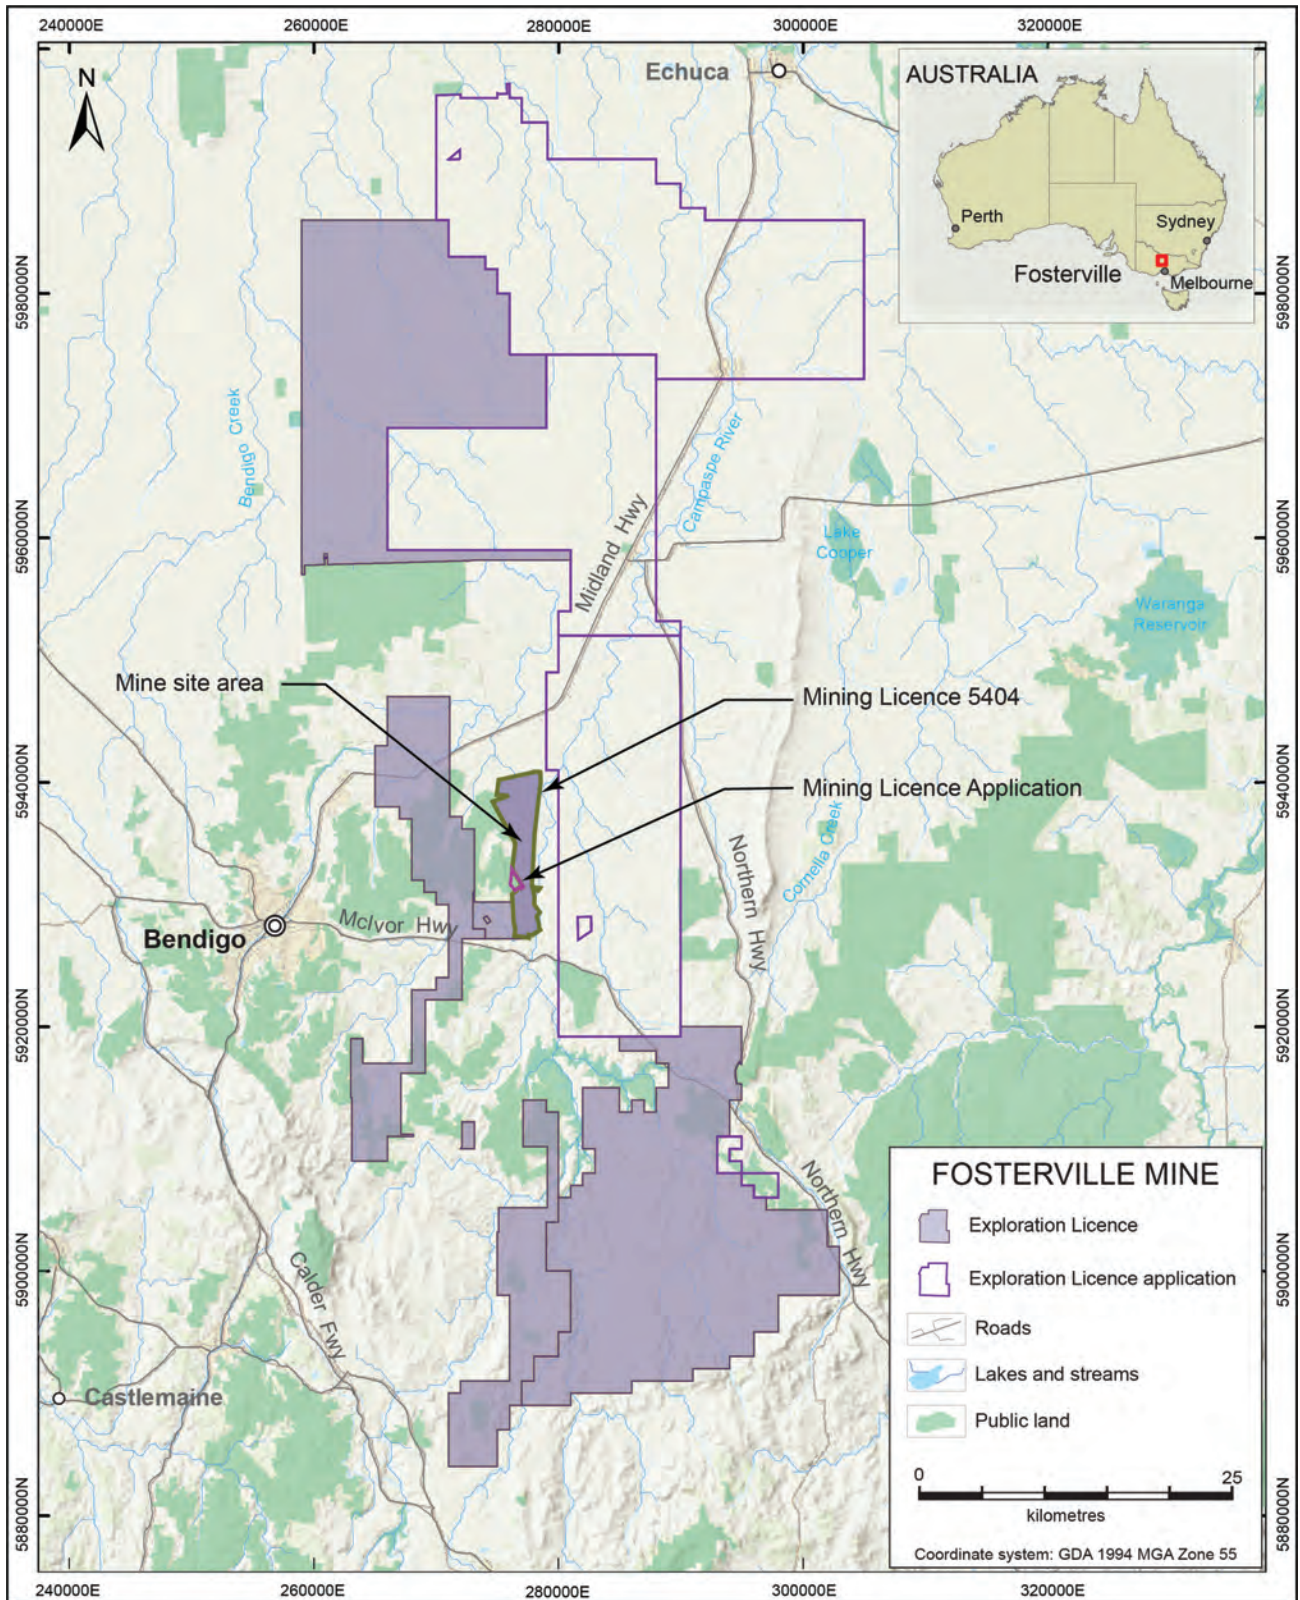 240000E
260000E
280000E
300000E
320000E
N
Echuca
AUSTRALIA
Perth
Sydney
Fosterville
Melbourne
5980000N
5980000N
Bendigo Creek
Campaspe River
Midland Hwy
5960000N
5960000N
Lake
Cooper
Waranga
Reservoir
Mine site area
Mining Licence 5404
5940000N
5940000N
Mining Licence Application
Cornella Creek
Northern Hwy
McIvor Hwy
Bendigo
5920000N
5920000N
Northern Hwy
5900000N
5900000N
Calder Fwy
Castlemaine
5880000N
5880000N
FOSTERVILLE MINE
Exploration Licence
Exploration Licence application
Roads
Lakes and streams
Public land
0
25
kilometres
Coordinate system: GDA 1994 MGA Zone 55
240000E
260000E
280000E
300000E
320000E